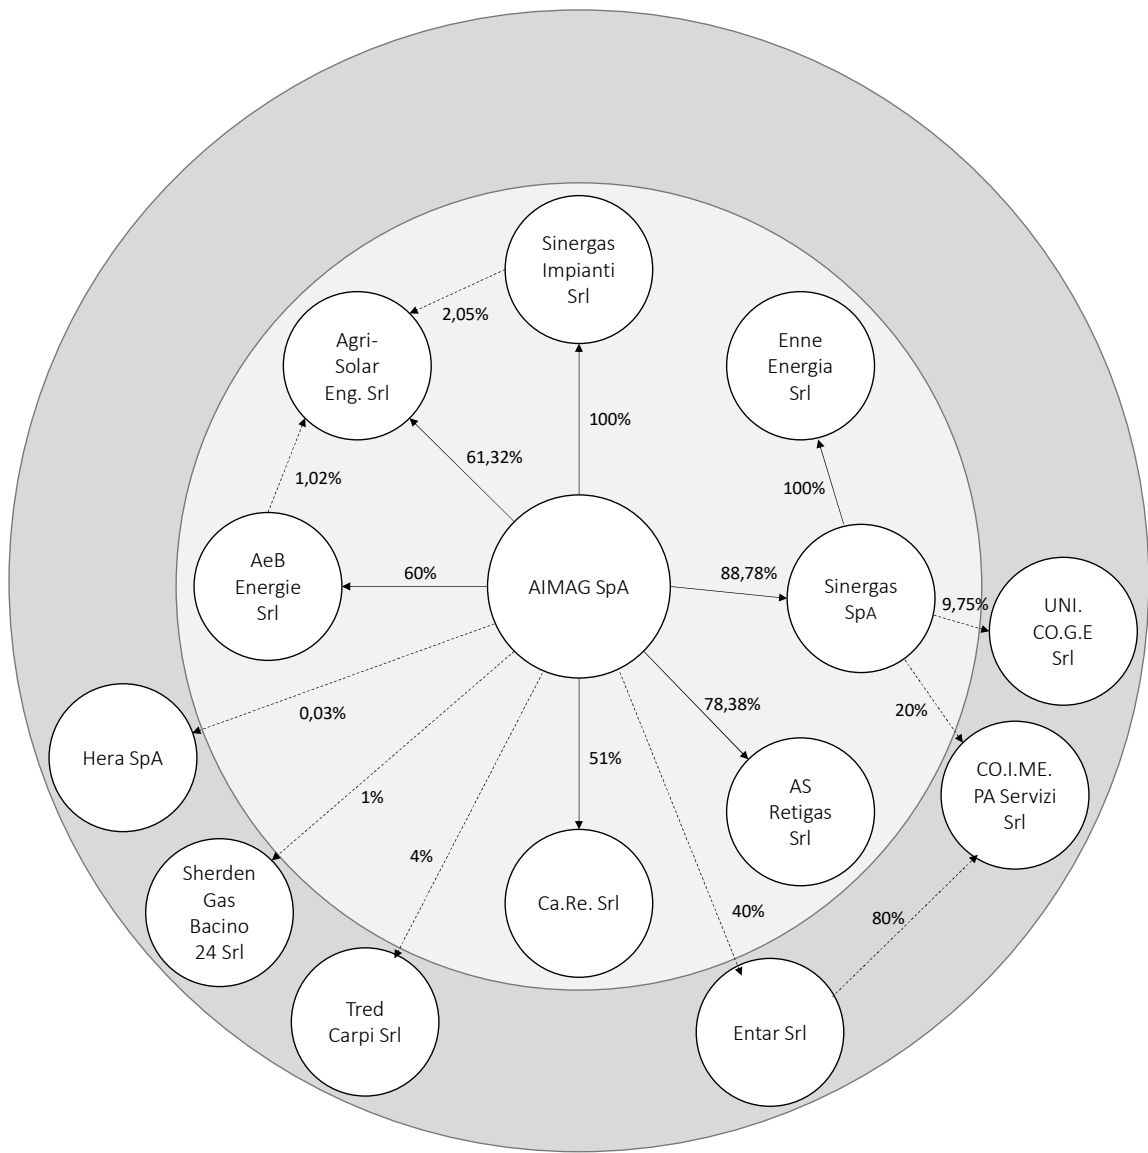 Sinergas
Impianti
Srl
2,05%
Agri-
Solar
Eng. Srl
Enne
Energia
Srl
100%
61,32%
1,02%
100%
AeB
Energie
Srl
60%
AIMAG SpA
88,78%
Sinergas
SpA
9,75%
UNI.
CO.G.E
Srl
0,03%
Hera SpA
78,38%
20%
51%
1%
AS
Retigas
Srl
CO.I.ME.
PA Servizi
Srl
4%
Sherden
Gas
Bacino
24 Srl
Ca.Re. Srl
40%
80%
Tred
Carpi Srl
Entar Srl